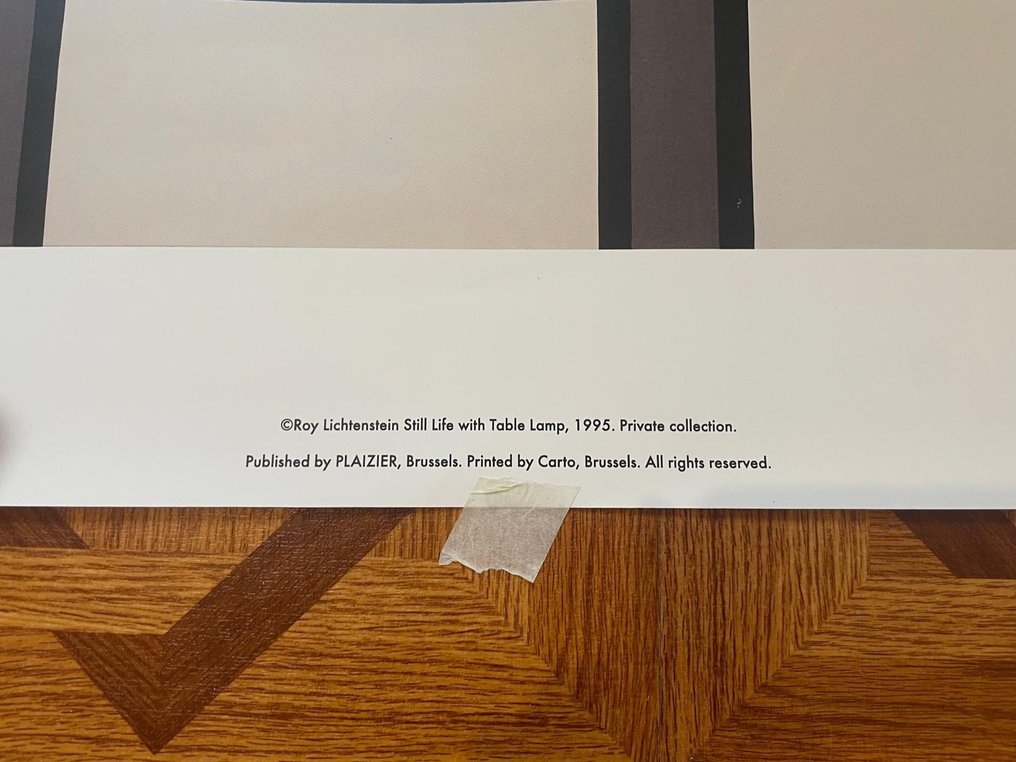 ©Roy Lichtenstein Still Life with Table Lamp, 1995. Private collection.
Published by PLAIZIER, Brussels. Printed by Carto, Brussels. All rights reserved.